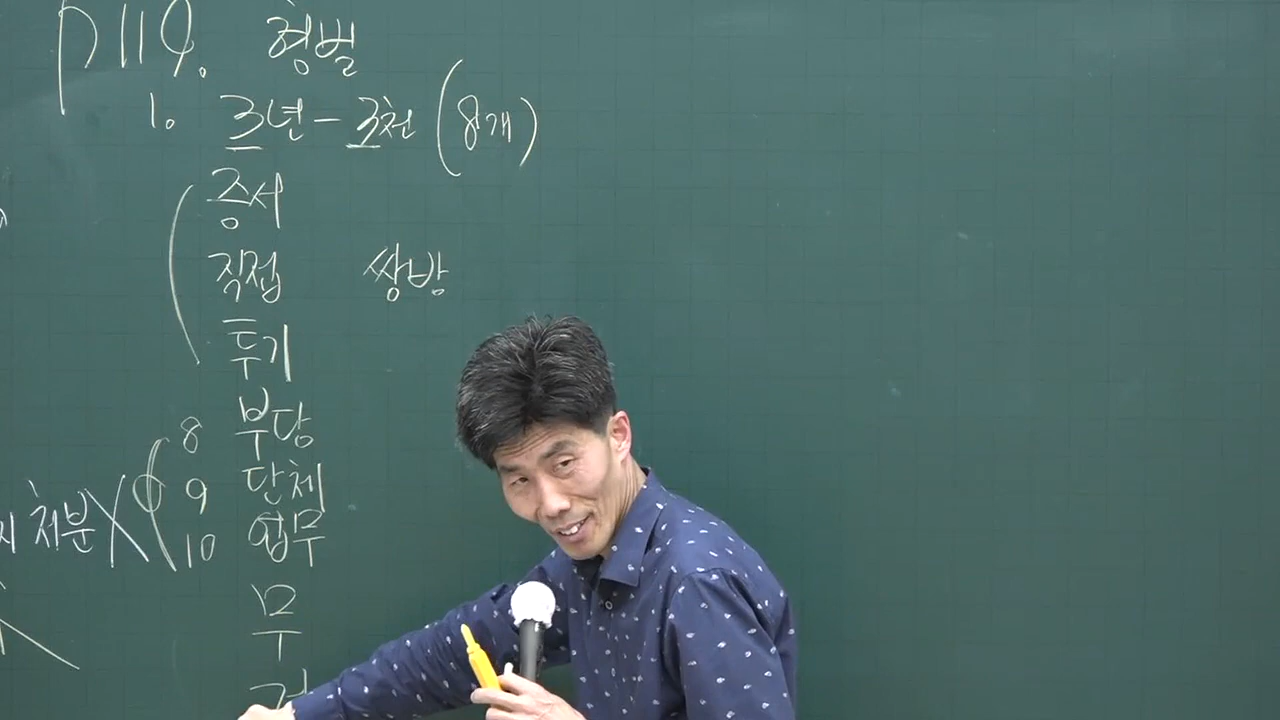 p119. 형벌
1. 3년-3천 (8개)
증서
직접 쌍방
투기
8 부당
9 단체
처분 10 업무
무